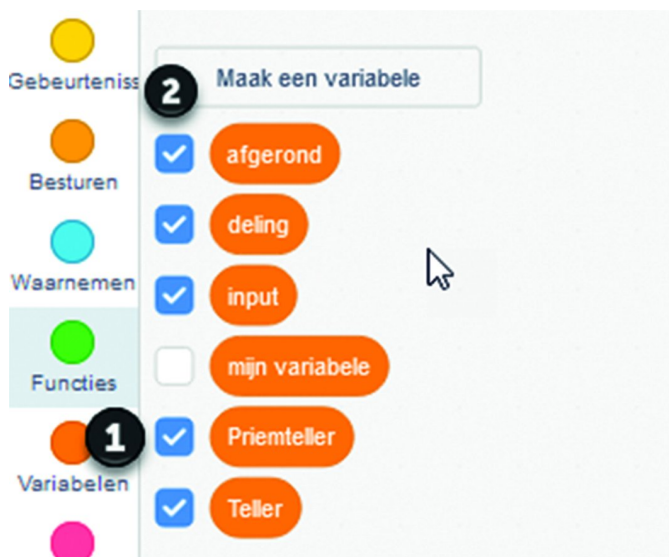 Gebeurteniss
Besturen
Waarnemen
Functies
1
Variabelen
2
Maak een variabele
afgerond
deling
input
mijn variabele
Priemteller
Teller